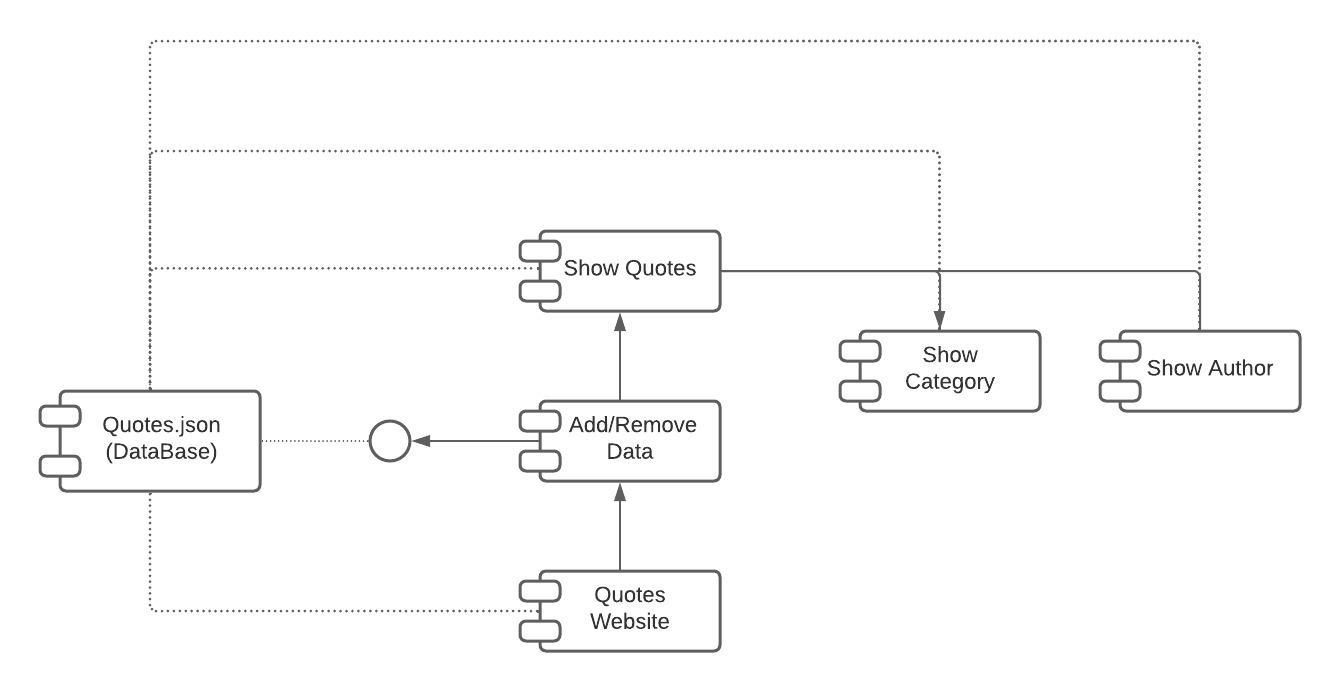 Show Quotes
Show
Category
Show Author
Quotes.json
(DataBase)
Add/Remove
Data
Quotes
Website